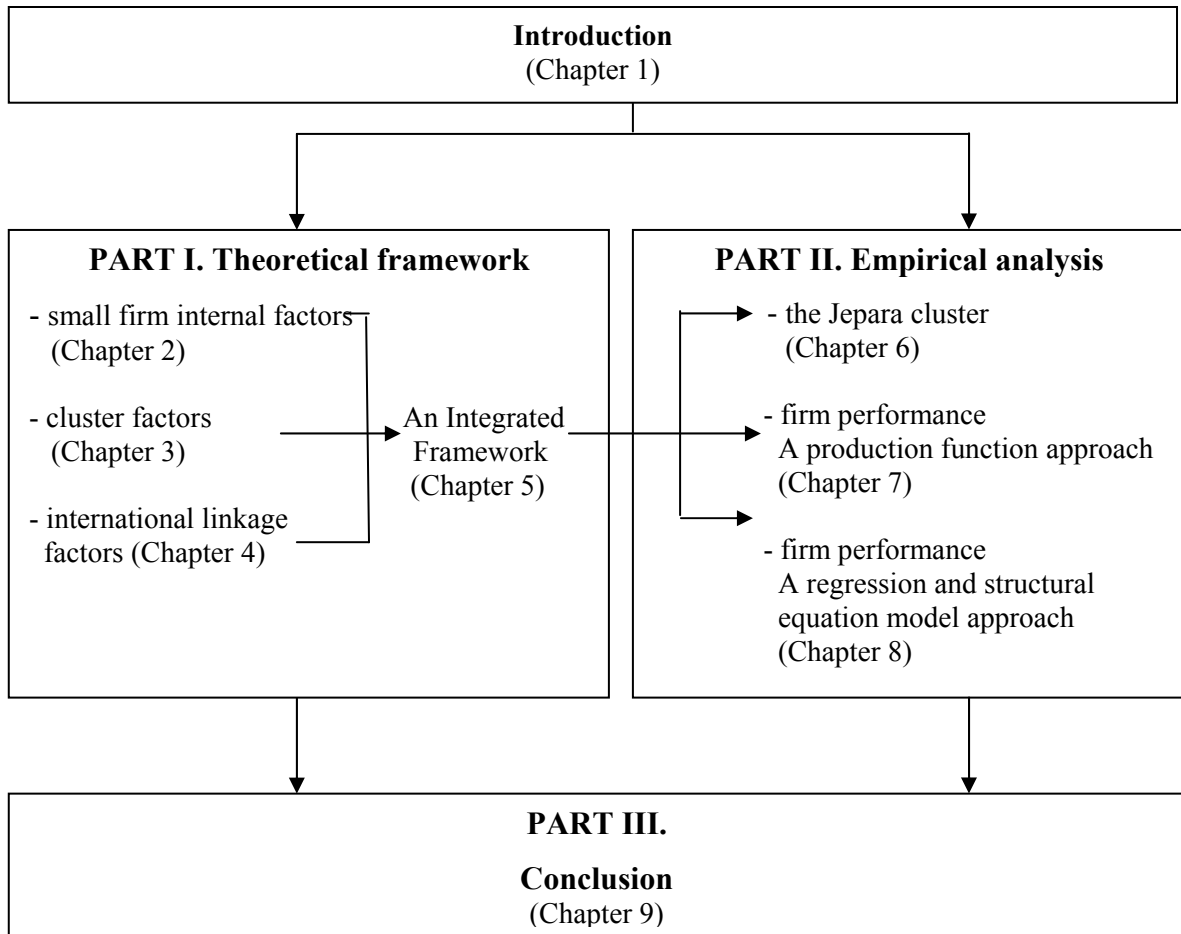 Introduction
(Chapter 1)
PART I. Theoretical framework
- small firm internal factors
(Chapter 2)
- cluster factors
(Chapter 3)
- international linkage
factors (Chapter 4)
An Integrated
Framework
(Chapter 5)
PART II. Empirical analysis
- the Jepara cluster
(Chapter 6)
- firm performance
A production function approach
(Chapter 7)
- firm performance
A regression and structural
equation model approach
(Chapter 8)
PART III.
Conclusion
(Chapter 9)